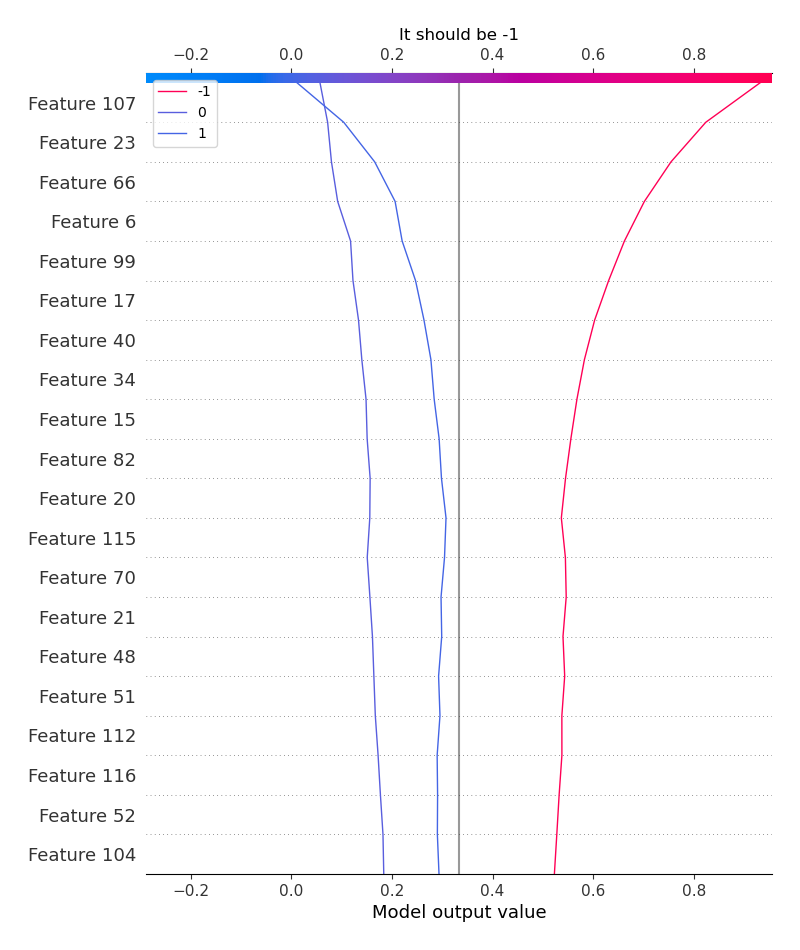 It should be -1
−0.2 0.0 0.2 0.4 0.6 0.8
-1
0
1
Feature 107
Feature 23
Feature 66
Feature 6
Feature 99
Feature 17
Feature 40
Feature 34
Feature 15
Feature 82
Feature 20
Feature 115
Feature 70
Feature 21
Feature 48
Feature 51
Feature 112
Feature 116
Feature 52
Feature 104
−0.2 0.0 0.2 0.4 0.6 0.8
Model output value